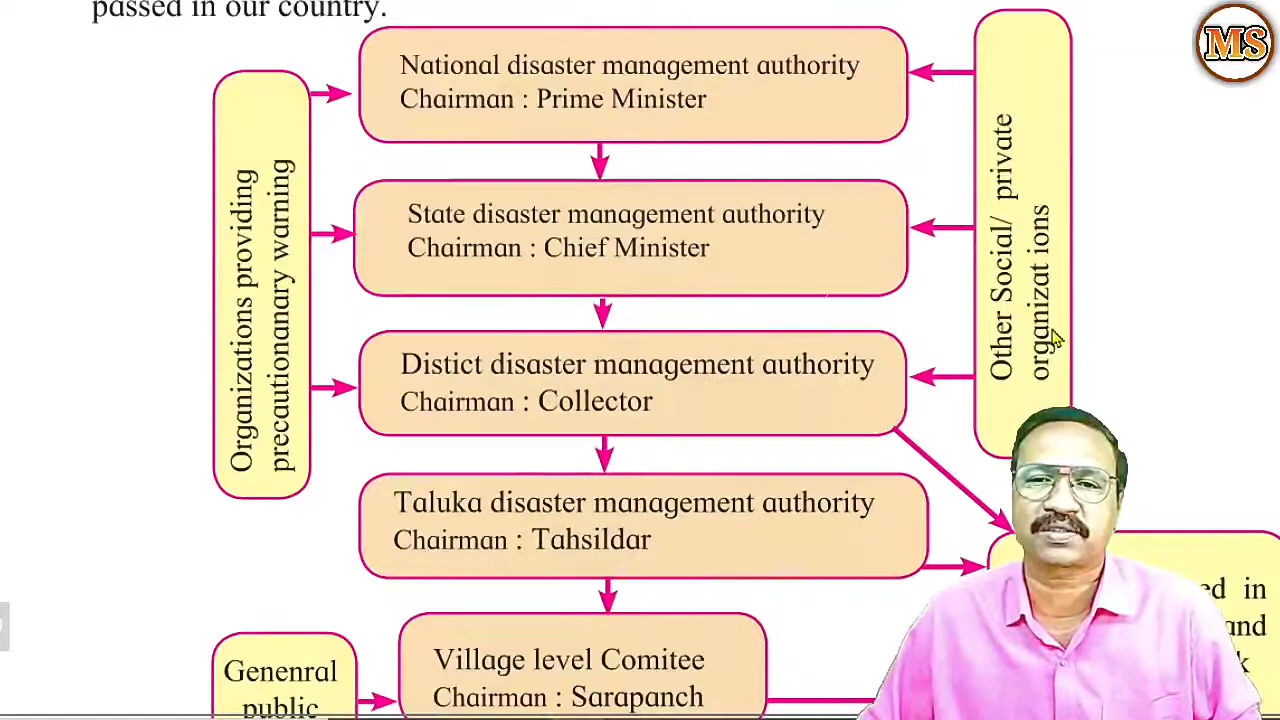 passed in our country.
MS
National disaster management authority
Chairman : Prime Minister
Organizations providing
precautionanary warning
State disaster management authority
Chairman : Chief Minister
Other Social/ private
organizat ions
Distict disaster management authority
Chairman : Collector
Taluka disaster management authority
Chairman : Tahsildar
in
and
Genenral
public
Village level Comitee
Chairman : Sarapanch